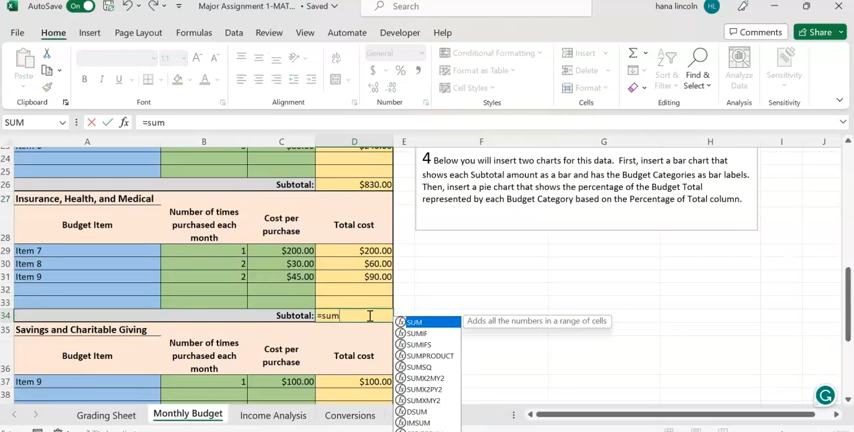 AutoSave On Major Assignment 1-MAT... • Saved Search hana lincoln HL
File Home Insert Page Layout Formulas Data Review View Automate Developer Help Comments Share
Paste General Conditional Formatting Insert
11 Format as Table Delete Sort & Find & Analyze Sensitivity
B I U $ % 9 Cell Styles Format Filter Select Data
Clipboard Font Alignment Number Styles Cells Editing Analysis Sensitivity
SUM fx =sum
A B C D E F G H I J
24
25
26 Subtotal: $830.00
27 Insurance, Health, and Medical
28 Budget Item Number of times purchased each month Cost per purchase Total cost
29 Item 7 1 $200.00 $200.00
30 Item 8 2 $30.00 $60.00
31 Item 9 2 $45.00 $90.00
32
33
34 Subtotal: =sum
35 Savings and Charitable Giving
36 Budget Item Number of times purchased each month Cost per purchase Total cost
37 Item 9 1 $100.00 $100.00
38
4 Below you will insert two charts for this data. First, insert a bar chart that
shows each Subtotal amount as a bar and has the Budget Categories as bar labels.
Then, insert a pie chart that shows the percentage of the Budget Total
represented by each Budget Category based on the Percentage of Total column.
SUM Adds all the numbers in a range of cells
SUMIF
SUMIFS
SUMPRODUCT
SUMSQ
SUMX2MY2
SUMX2PY2
SUMXMY2
DSUM
IMSUM
Grading Sheet Monthly Budget Income Analysis Conversions